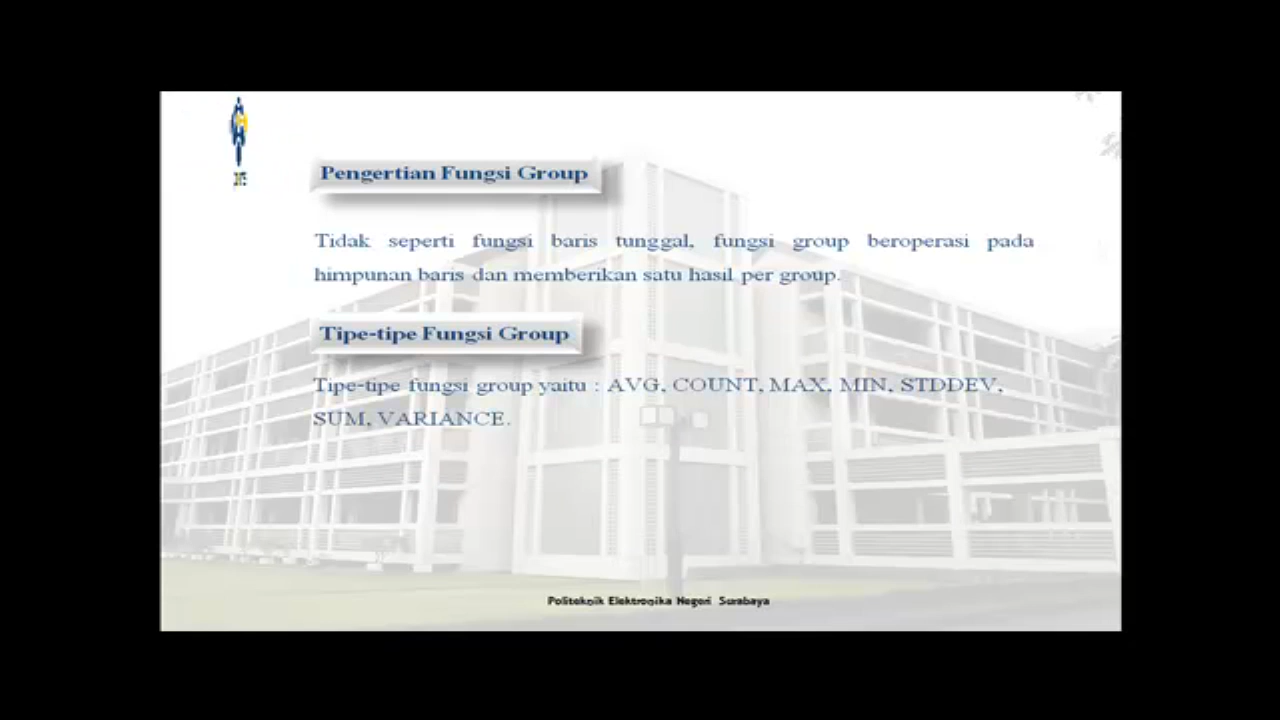 Pengertian Fungsi Group
Tidak seperti fungsi baris tunggal, fungsi group beroperasi pada
himpunan baris dan memberikan satu hasil per group.
Tipe-tipe Fungsi Group
Tipe-tipe fungsi group yaitu : AVG, COUNT, MAX, MIN, STDDEV,
SUM, VARIANCE.
Politeknik Elektronika Negeri Surabaya